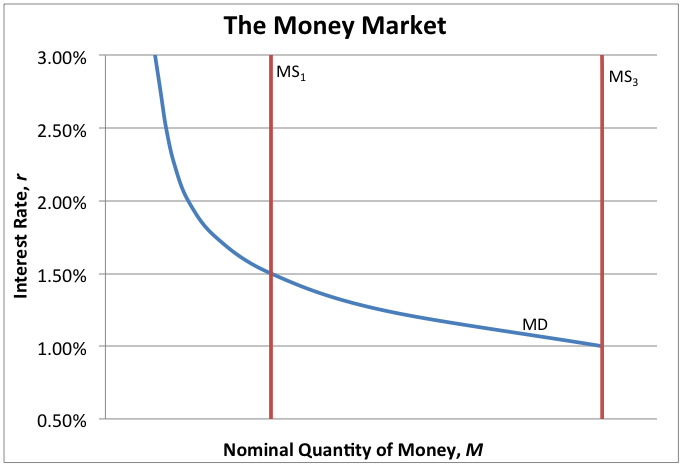 The Money Market
3.00%
2.50%
2.00%
1.50%
1.00%
0.50%
Interest Rate, r
MS₁
MS₃
MD
Nominal Quantity of Money, M